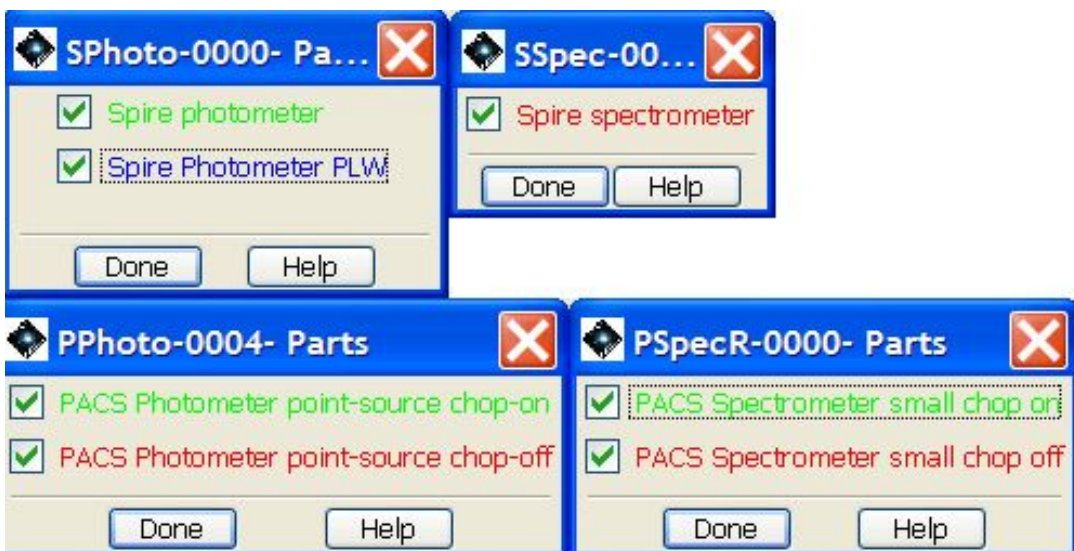 SPhoto-0000- Pa...
Spire photometer
Spire Photometer PLW
Done Help
SSpec-00...
Spire spectrometer
Done Help
PPhoto-0004- Parts
PACS Photometer point-source chop-on
PACS Photometer point-source chop-off
Done Help
PSpecR-0000- Parts
PACS Spectrometer small chop on
PACS Spectrometer small chop off
Done Help